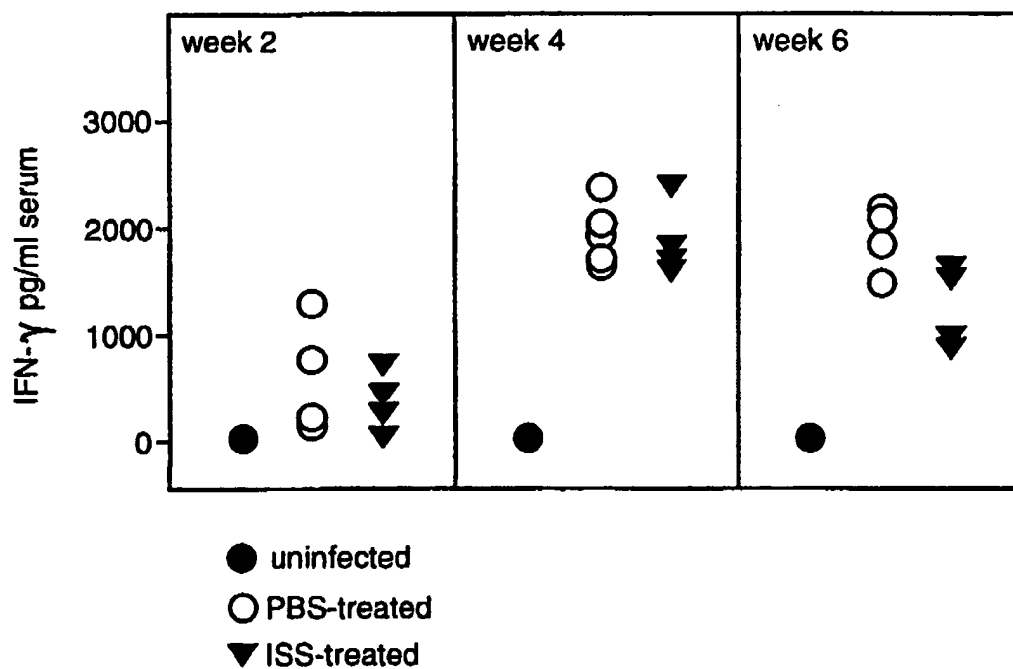 week 2
week 4
week 6
3000
2000
1000
0
IFN-γ pg/ml serum
uninfected
PBS-treated
ISS-treated